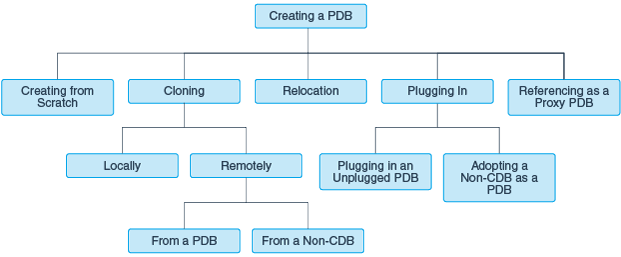 Creating a PDB
Creating from
Scratch
Cloning
Relocation
Plugging In
Referencing as a
Proxy PDB
Locally
Remotely
Plugging in an
Unplugged PDB
Adopting a
Non-CDB as a
PDB
From a PDB
From a Non-CDB